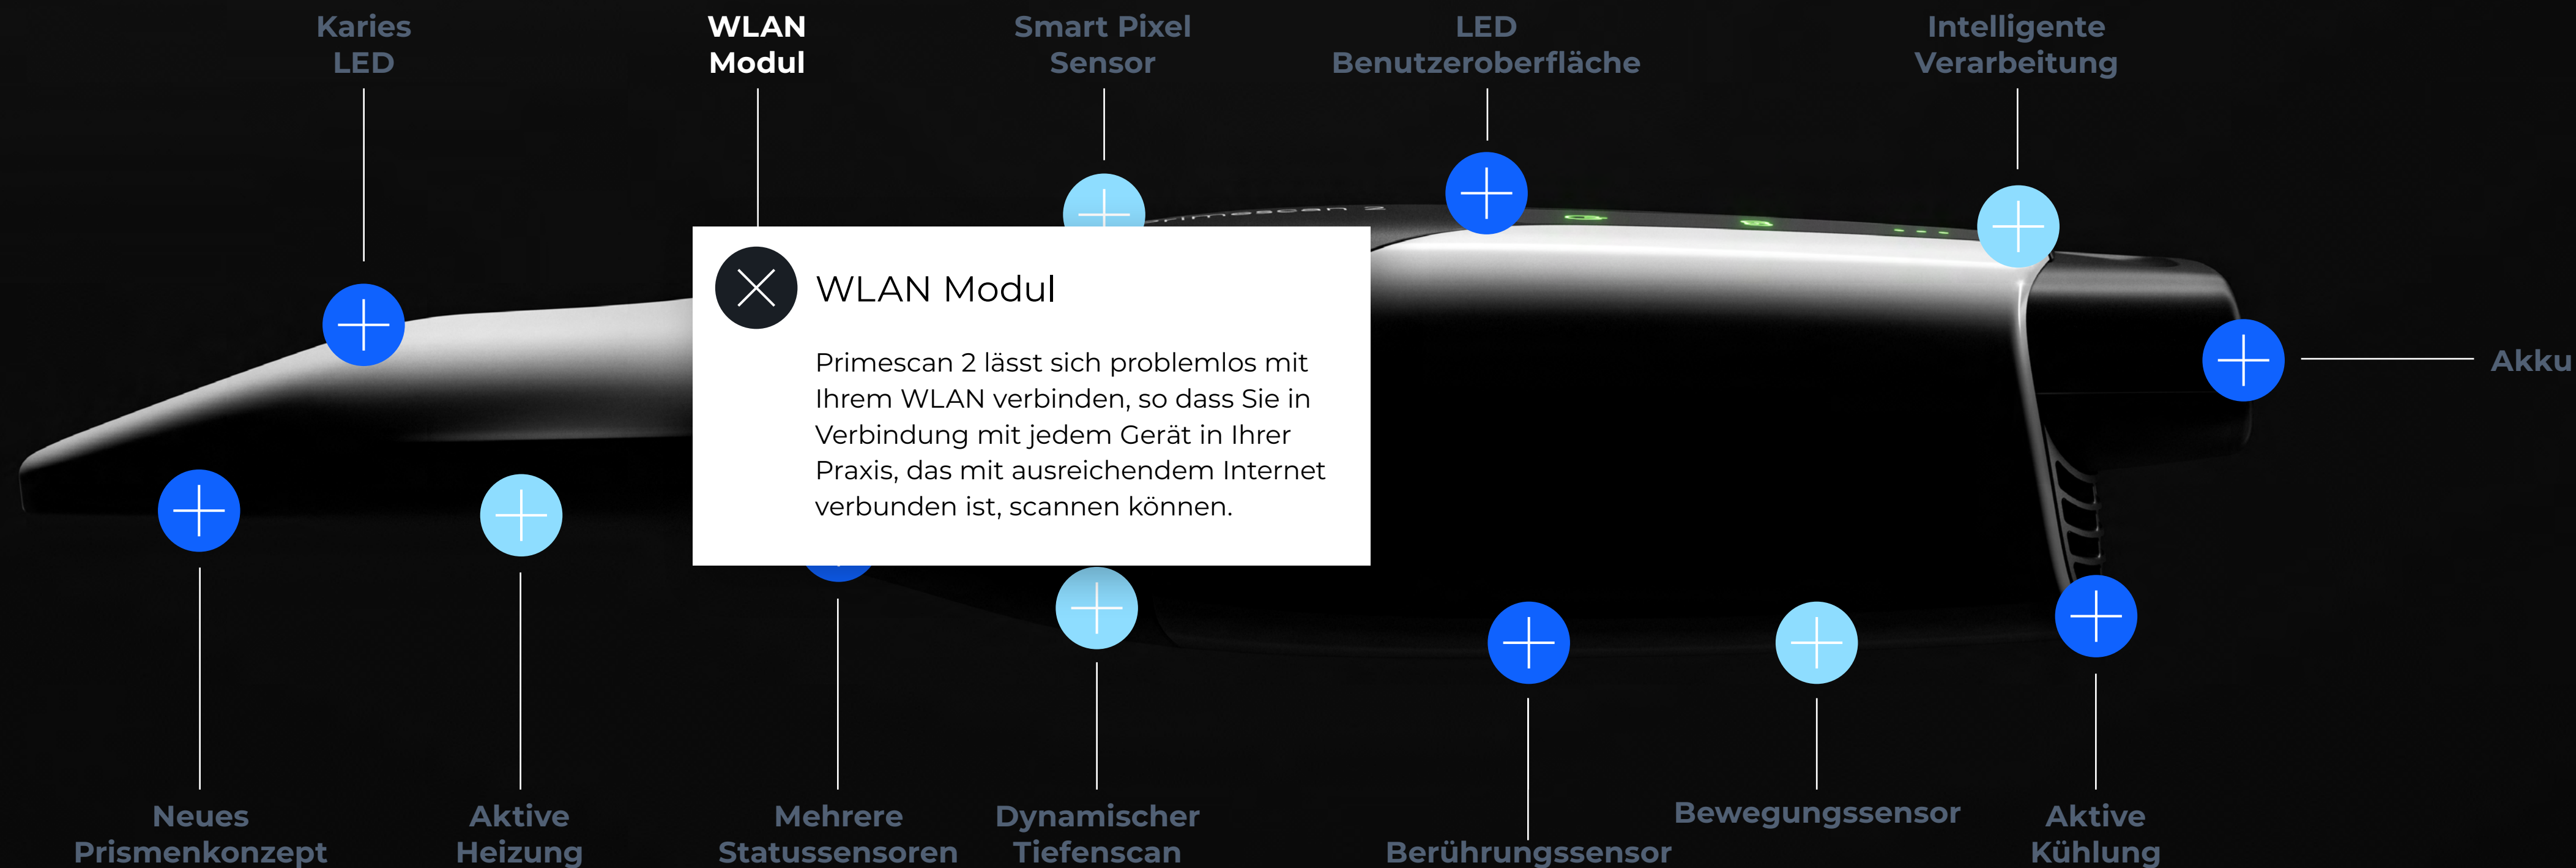 Karies
LED
WLAN
Modul
Smart Pixel
Sensor
LED
Benutzeroberfläche
Intelligente
Verarbeitung
primescan 2
WLAN Modul
Primescan 2 lässt sich problemlos mit
Ihrem WLAN verbinden, so dass Sie in
Verbindung mit jedem Gerät in Ihrer
Praxis, das mit ausreichendem Internet
verbunden ist, scannen können.
Akku
Neues
Prismenkonzept
Aktive
Heizung
Mehrere
Statussensoren
Dynamischer
Tiefenscan
Berührungssensor
Bewegungssensor
Aktive
Kühlung